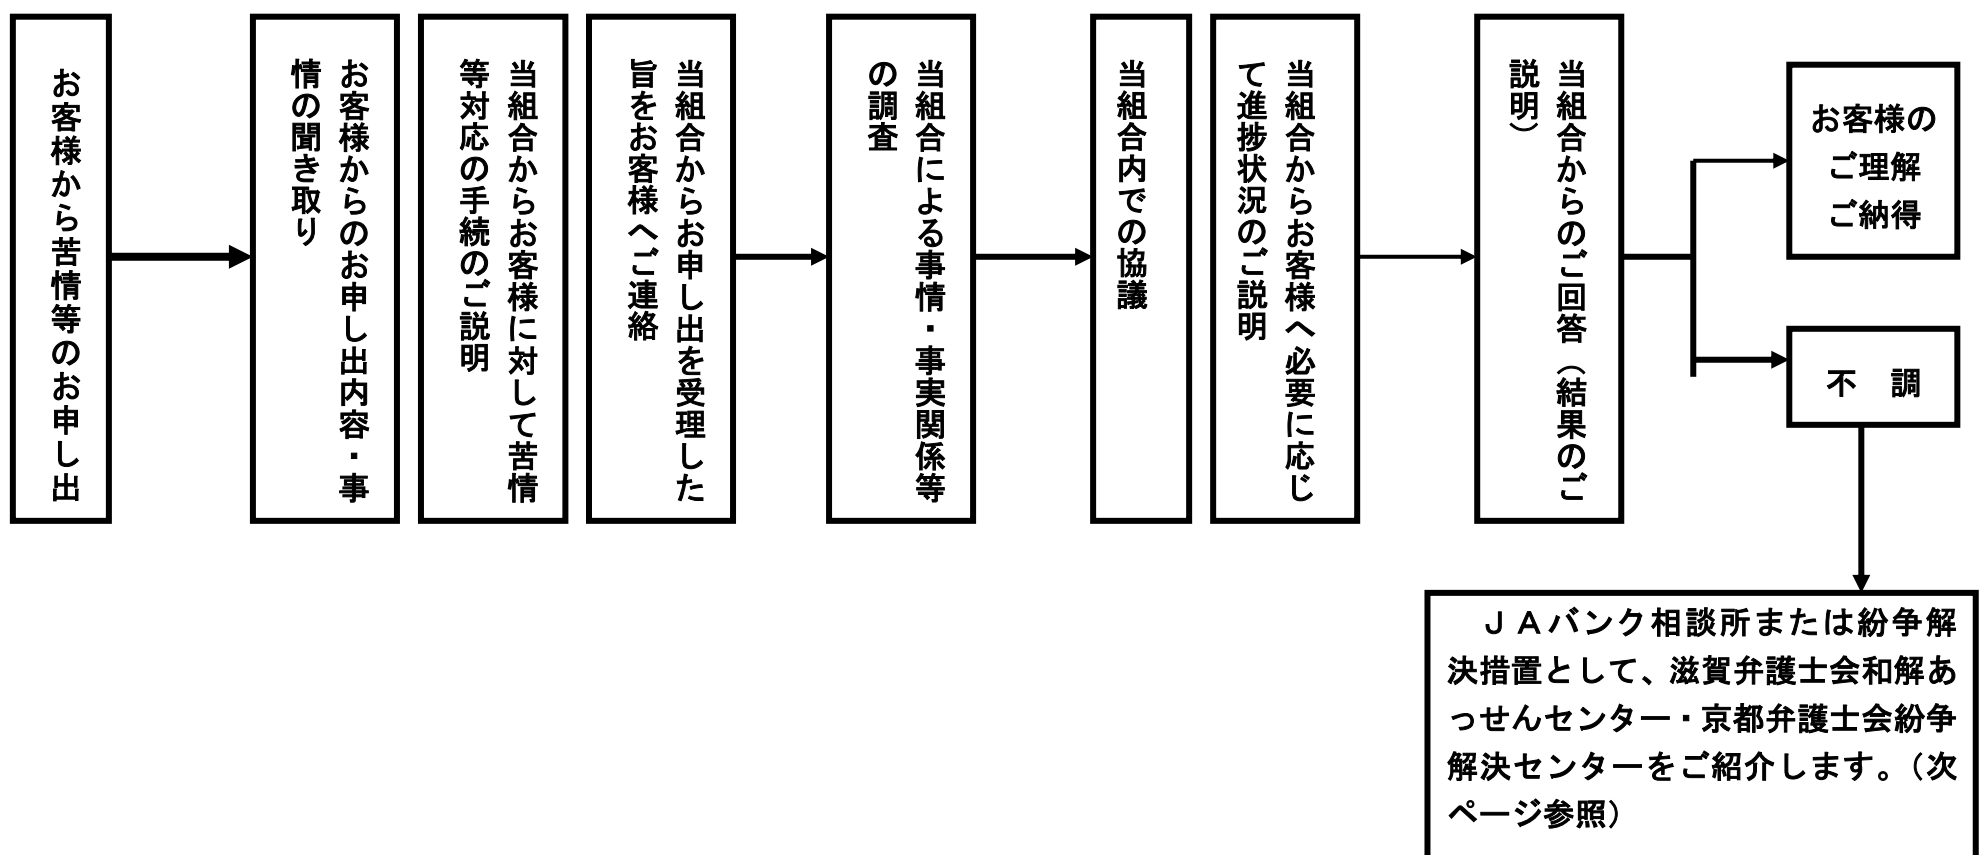 お客様から苦情等のお申し出
お客様からのお申し出内容・事
情の聞き取り
当組合からお客様に対して苦情
等対応の手続のご説明
当組合からお申し出を受理した
旨をお客様へご連絡
当組合による事情・事実関係等
の調査
当組合内での協議
当組合からお客様へ必要に応じ
て進捗状況のご説明
当組合からのご回答（結果のご
説明）
お客様の
ご理解
ご納得
不　調
ＪＡバンク相談所または紛争解
決措置として、滋賀弁護士会和解あ
っせんセンター・京都弁護士会紛争
解決センターをご紹介します。（次
ページ参照）